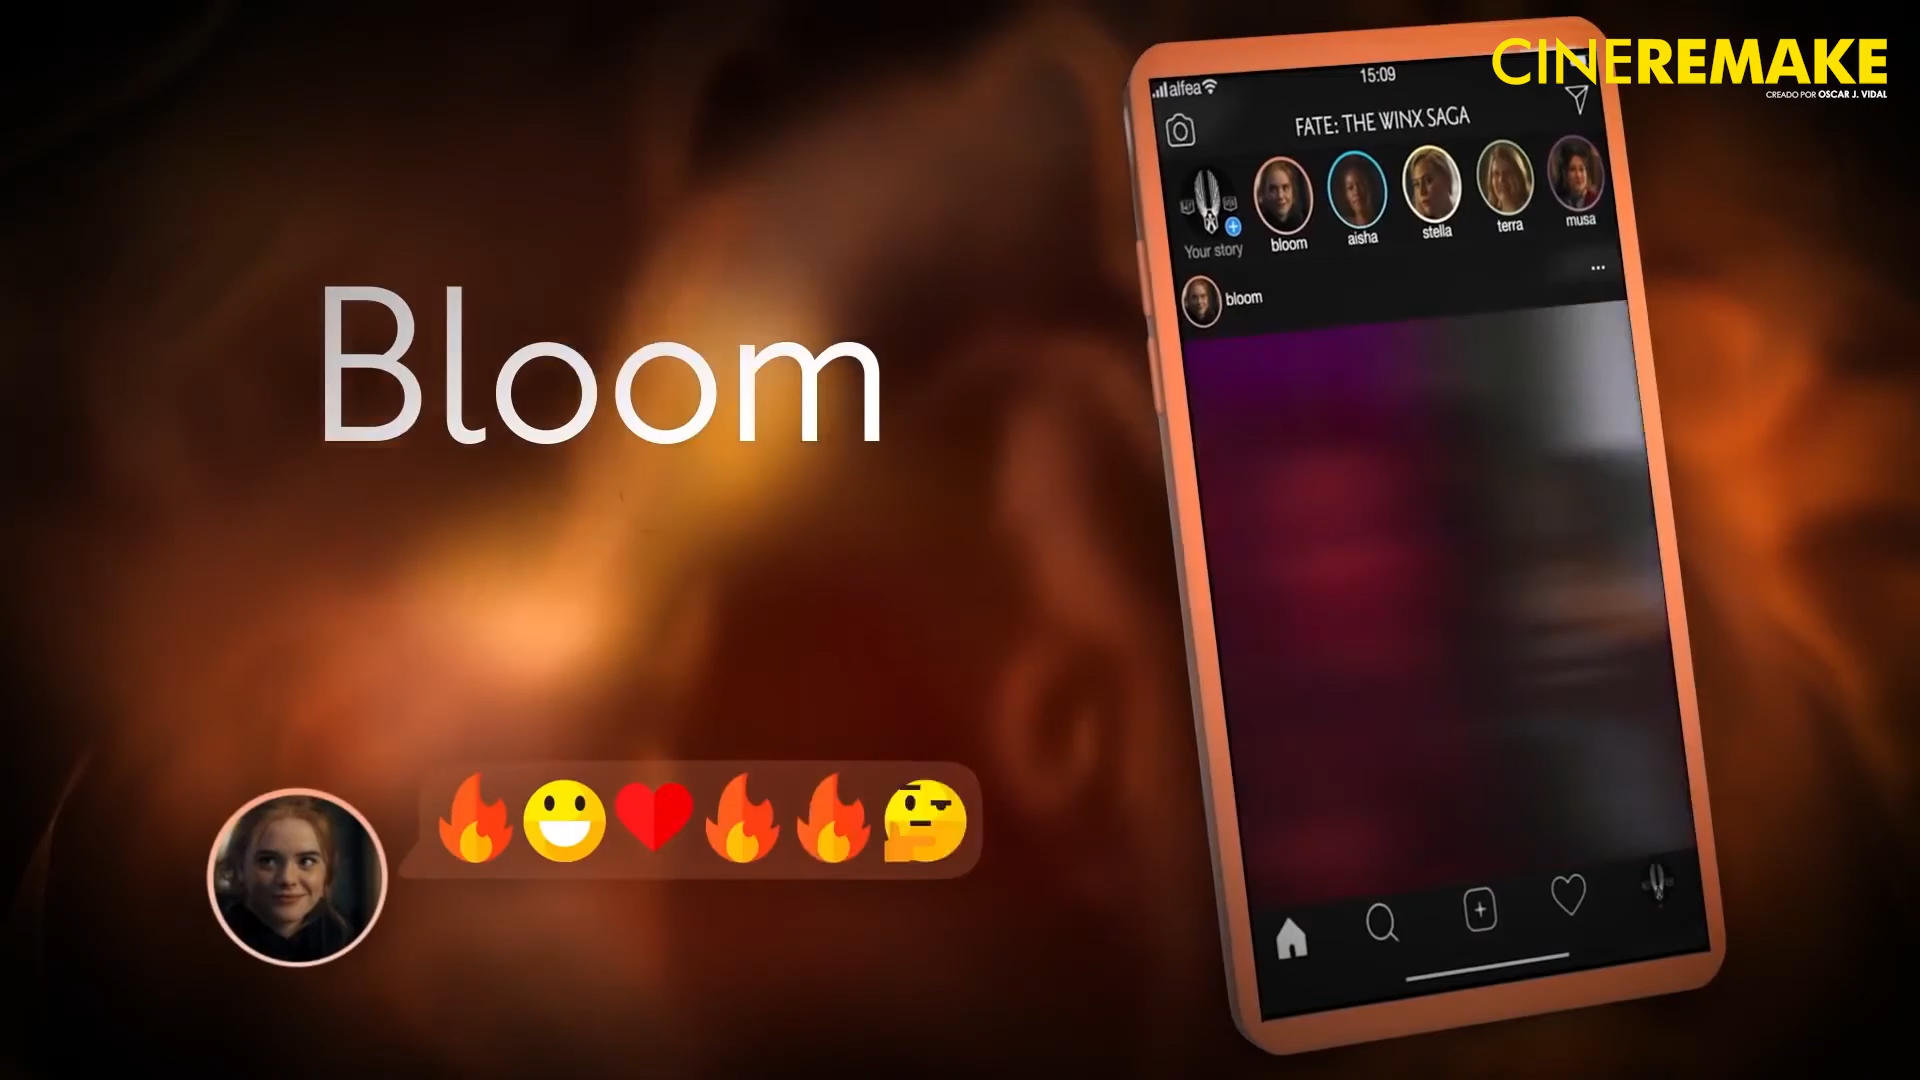 CINEREMAKE
CREADO POR OSCAR J. VIDAL
alfea
15:09
FATE: THE WINX SAGA
Your story
bloom
aisha
stella
terra
musa
bloom
Bloom